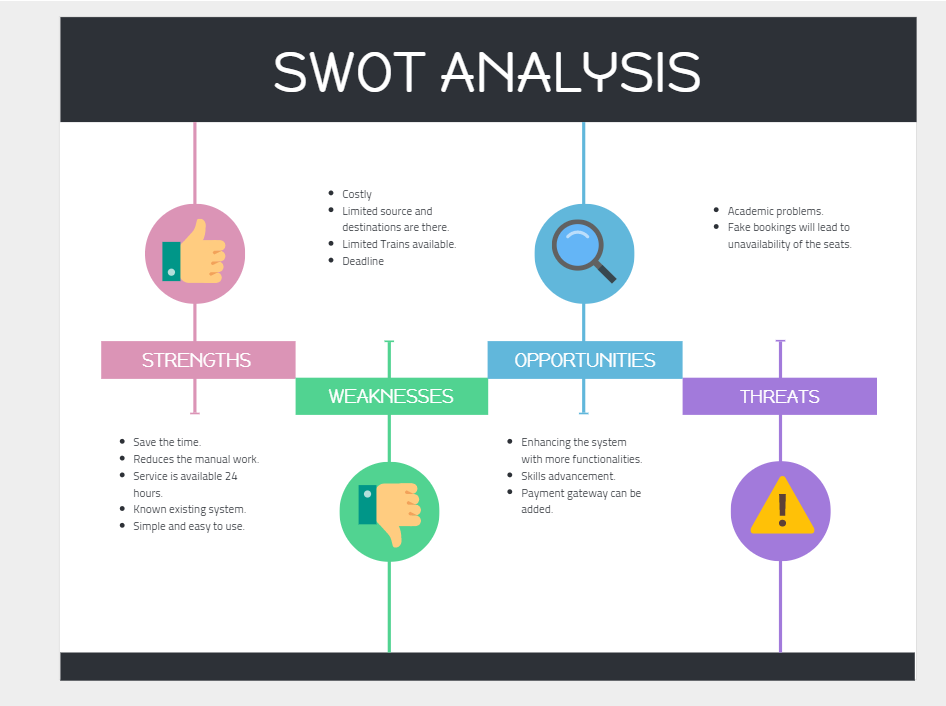 SWOT ANALYSIS
STRENGTHS
Save the time.
Reduces the manual work.
Service is available 24
hours.
Known existing system.
Simple and easy to use.
Costly
Limited source and
destinations are there.
Limited Trains available.
Deadline
WEAKNESSES
OPPORTUNITIES
Enhancing the system
with more functionalities.
Skills advancement.
Payment gateway can be
added.
Academic problems.
Fake bookings will lead to
unavailability of the seats.
THREATS